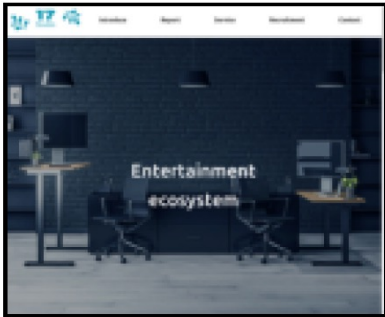 Introduce
Report
Service
Recruitment
Contact
Entertainment
ecosystem